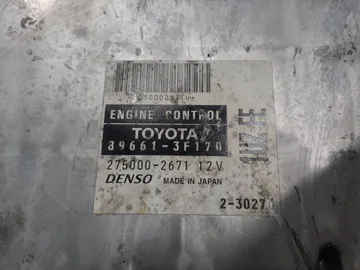 ENGINE CONTROL
TOYOTA
89661-3F170
275000-2671 12V
DENSO MADE IN JAPAN
2-3027